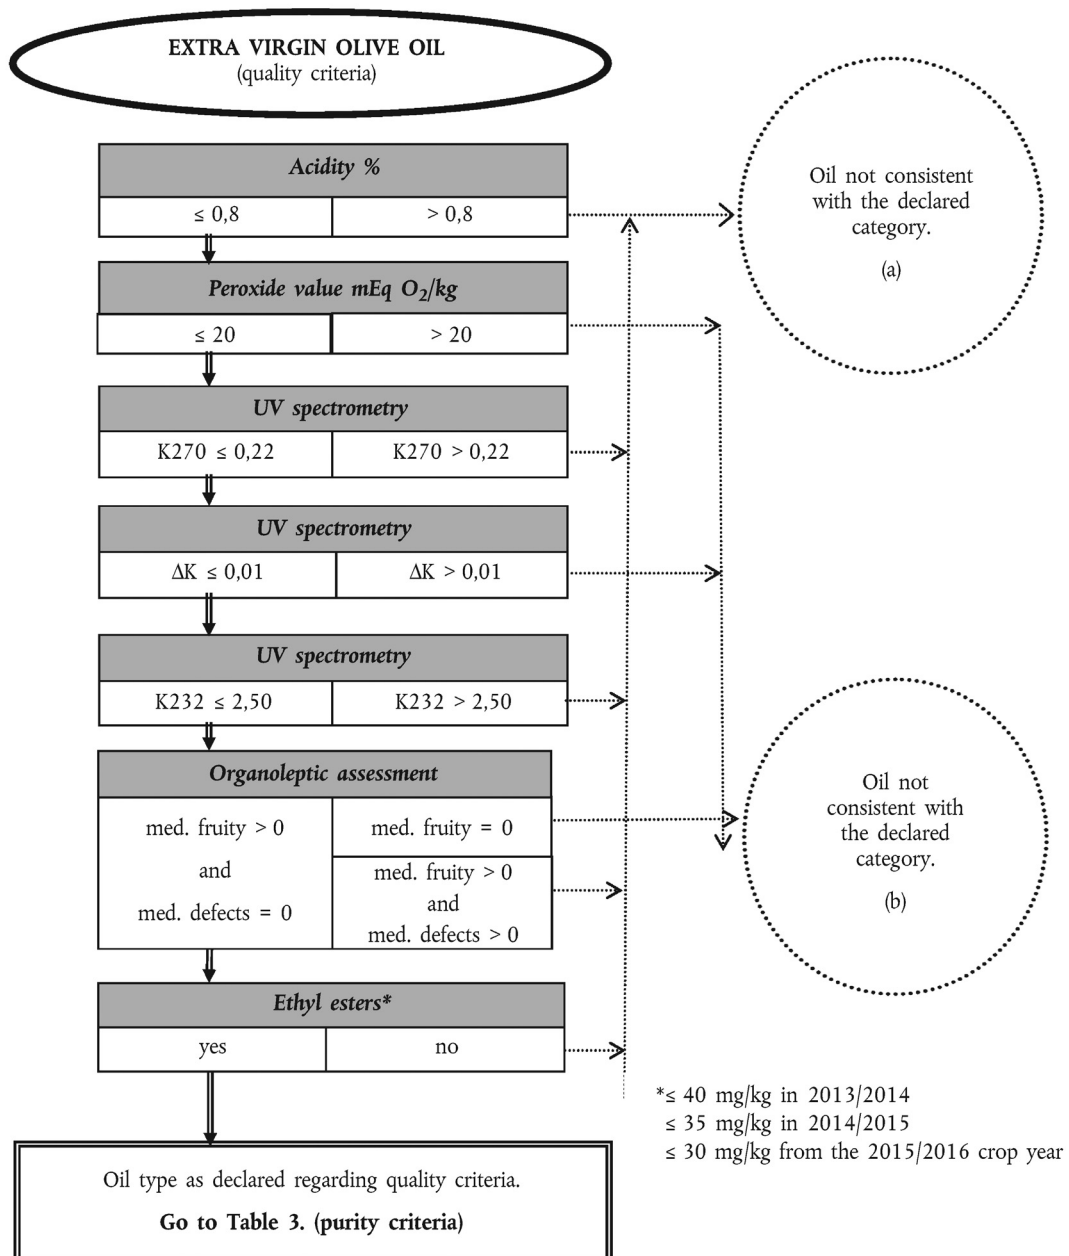 EXTRA VIRGIN OLIVE OIL
(quality criteria)
Acidity %
≤ 0,8
> 0,8
Oil not consistent
with the declared
category.
(a)
Peroxide value mEq O₂/kg
≤ 20
> 20
UV spectrometry
K270 ≤ 0,22
K270 > 0,22
UV spectrometry
ΔK ≤ 0,01
ΔK > 0,01
UV spectrometry
K232 ≤ 2,50
K232 > 2,50
Organoleptic assessment
med. fruity > 0
and
med. defects = 0
med. fruity = 0
med. fruity > 0
and
med. defects > 0
Oil not
consistent with
the declared
category.
(b)
Ethyl esters*
yes
no
*≤ 40 mg/kg in 2013/2014
≤ 35 mg/kg in 2014/2015
≤ 30 mg/kg from the 2015/2016 crop year
Oil type as declared regarding quality criteria.
Go to Table 3. (purity criteria)